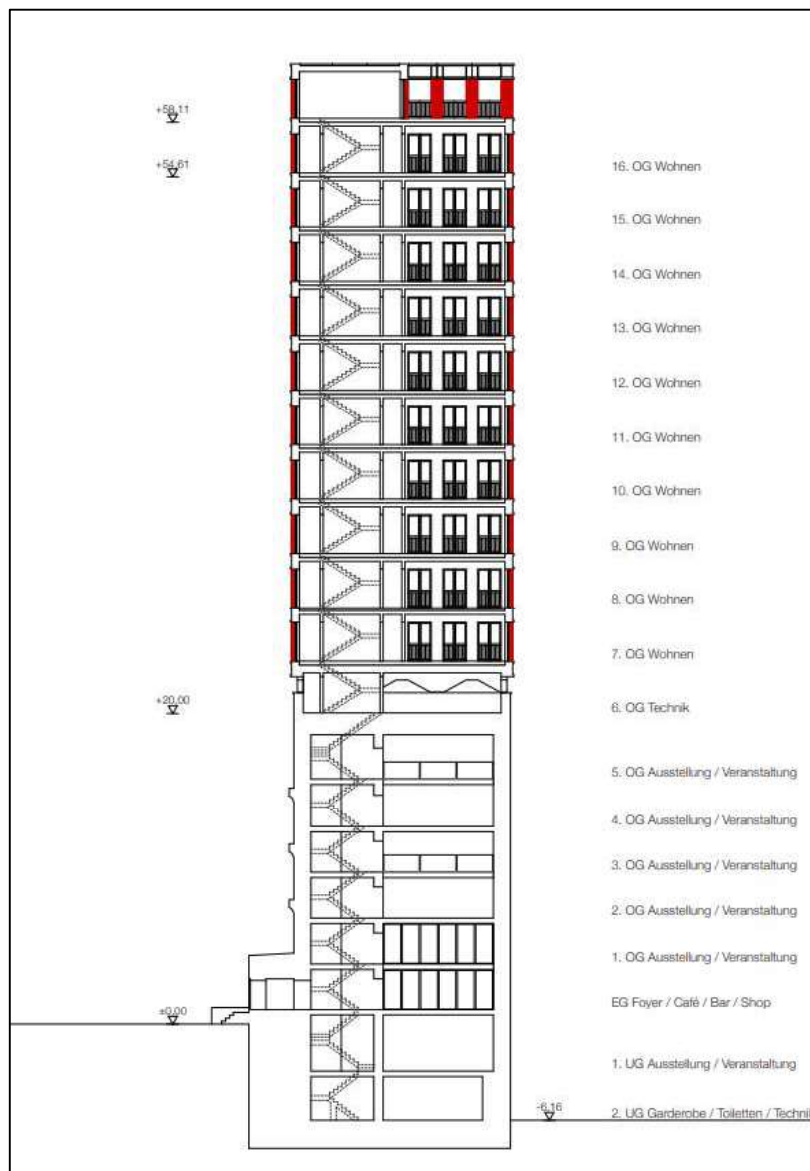 +58,11
+54,61
16. OG Wohnen
15. OG Wohnen
14. OG Wohnen
13. OG Wohnen
12. OG Wohnen
11. OG Wohnen
10. OG Wohnen
9. OG Wohnen
8. OG Wohnen
7. OG Wohnen
+20,00
6. OG Technik
5. OG Ausstellung / Veranstaltung
4. OG Ausstellung / Veranstaltung
3. OG Ausstellung / Veranstaltung
2. OG Ausstellung / Veranstaltung
1. OG Ausstellung / Veranstaltung
EG Foyer / Café / Bar / Shop
±0,00
1. UG Ausstellung / Veranstaltung
-6,16
2. UG Garderobe / Toiletten / Technik